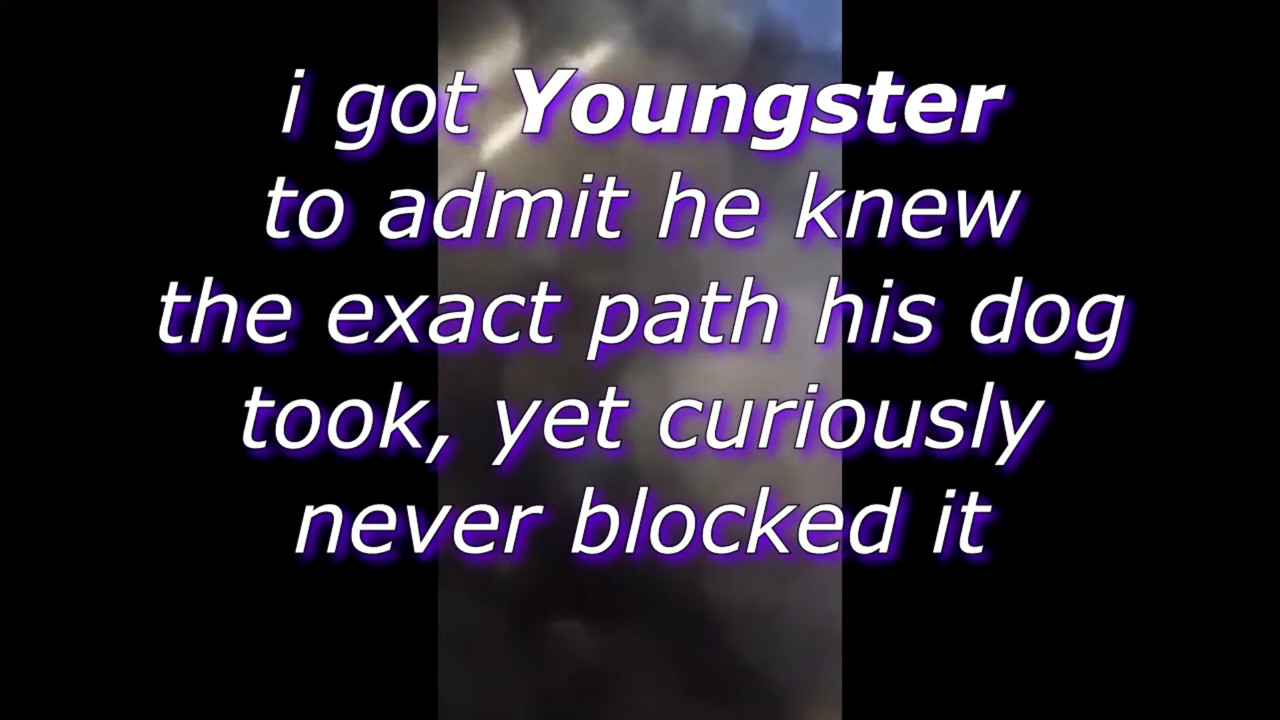 i got Youngster
to admit he knew
the exact path his dog
took, yet curiously
never blocked it